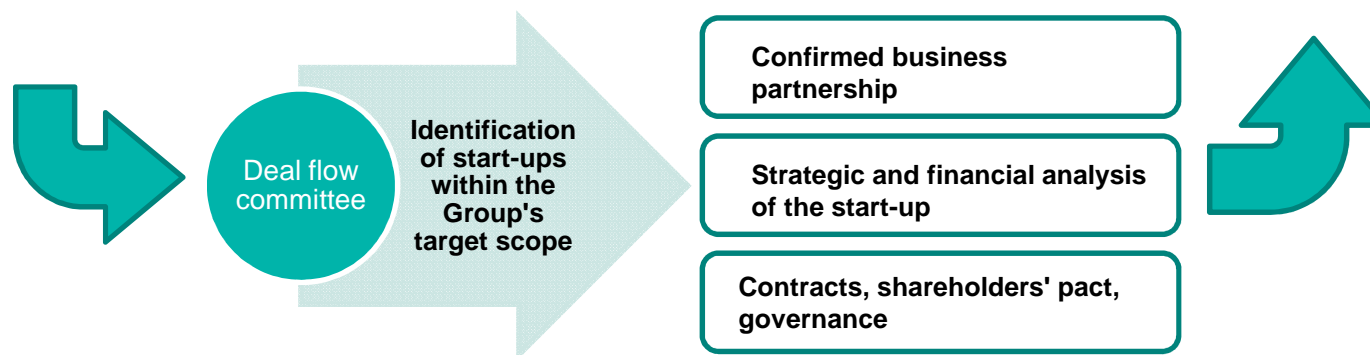 Deal flow
committee
Identification
of start-ups
within the
Group's
target scope
Confirmed business
partnership
Strategic and financial analysis
of the start-up
Contracts, shareholders' pact,
governance